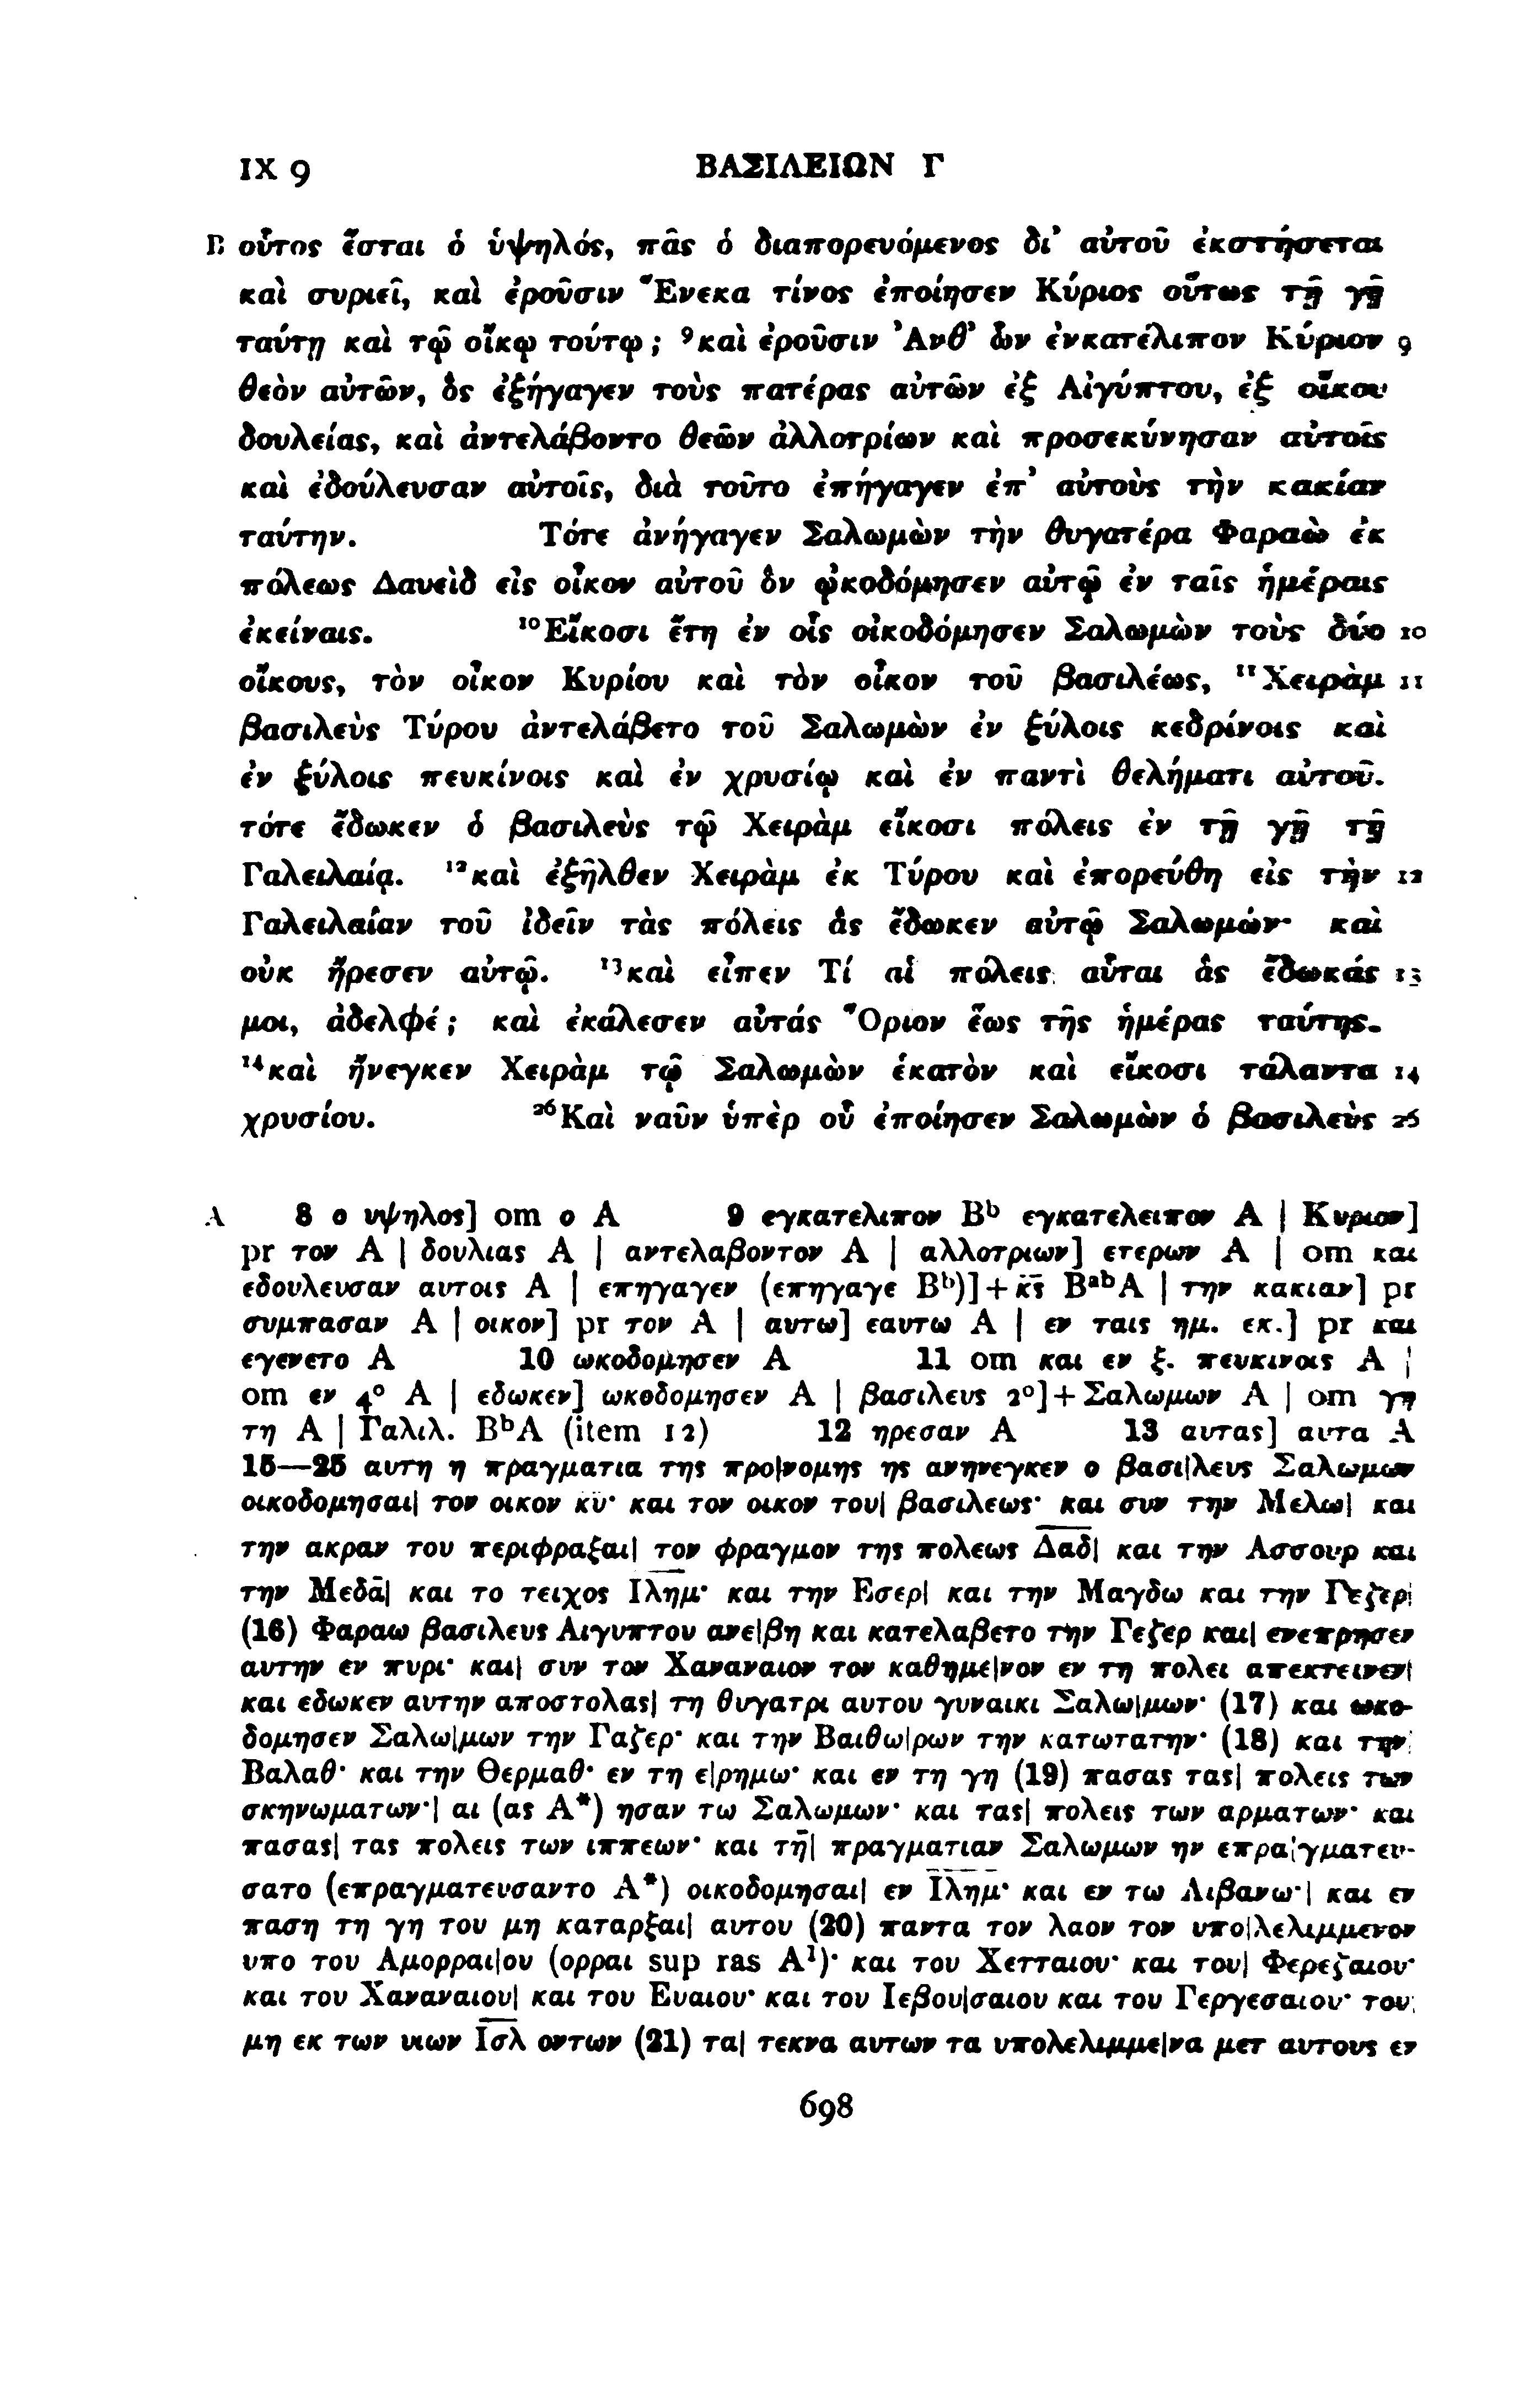 IX 9 ΒΑΣΙΛΕΙΩΝ Γ
B οὗτος ἔσται ὁ ὑψηλός, πᾶς ὁ διαπορευόμενος δι’ αὐτοῦ ἐκστήσεται
καὶ συριεῖ, καὶ ἐροῦσιν Ἕνεκα τίνος ἐποίησεν Κύριος οὕτως τῇ γῇ
ταύτῃ καὶ τῷ οἴκῳ τούτῳ; ⁹καὶ ἐροῦσιν Ἀνθ’ ὧν ἐνκατέλιπον Κύριον 9
θεὸν αὐτῶν, ὃς ἐξήγαγεν τοὺς πατέρας αὐτῶν ἐξ Αἰγύπτου, ἐξ οἴκου
δουλείας, καὶ ἀντελάβοντο θεῶν ἀλλοτρίων καὶ προσεκύνησαν αὐτοῖς
καὶ ἐδούλευσαν αὐτοῖς, διὰ τοῦτο ἐπήγαγεν ἐπ’ αὐτοὺς τὴν κακίαν
ταύτην. Τότε ἀνήγαγεν Σαλωμὼν τὴν θυγατέρα Φαραὼ ἐκ
πόλεως Δαυεὶδ εἰς οἶκον αὐτοῦ ὃν ᾠκοδόμησεν αὐτῷ ἐν ταῖς ἡμέραις
ἐκείναις. ¹⁰Εἴκοσι ἔτη ἐν οἷς οἰκοδόμησεν Σαλωμὼν τοὺς δύο 10
οἴκους, τὸν οἶκον Κυρίου καὶ τὸν οἶκον τοῦ βασιλέως, ¹¹Χειρὰμ 11
βασιλεὺς Τύρου ἀντελάβετο τοῦ Σαλωμὼν ἐν ξύλοις κεδρίνοις καὶ
ἐν ξύλοις πευκίνοις καὶ ἐν χρυσίῳ καὶ ἐν παντὶ θελήματι αὐτοῦ.
τότε ἔδωκεν ὁ βασιλεὺς τῷ Χειρὰμ εἴκοσι πόλεις ἐν τῇ γῇ τῇ
Γαλειλαίᾳ. ¹²καὶ ἐξῆλθεν Χειρὰμ ἐκ Τύρου καὶ ἐπορεύθη εἰς τὴν 12
Γαλειλαίαν τοῦ ἰδεῖν τὰς πόλεις ἃς ἔδωκεν αὐτῷ Σαλωμών· καὶ
οὐκ ἤρεσεν αὐτῷ. ¹³καὶ εἶπεν Τί αἱ πόλεις αὗται ἃς ἔδωκάς 13
μοι, ἀδελφέ; καὶ ἐκάλεσεν αὐτάς Ὅριον ἕως τῆς ἡμέρας ταύτης.
¹⁴καὶ ἤνεγκεν Χειρὰμ τῷ Σαλωμὼν ἑκατὸν καὶ εἴκοσι τάλαντα 14
χρυσίου. ²⁶Καὶ ναῦν ὑπὲρ οὗ ἐποίησεν Σαλωμὼν ὁ βασιλεὺς 26
A 8 ο υψηλος] om ο A 9 εγκατελιπον Bᵇ εγκατελειπον A | Κυριον]
pr τον A | δουλιας A | αντελαβοντον A | αλλοτριων] ετερων A | om και
εδουλευσαν αυτοις A | επηγαγεν (επηγαγε Bᵇ)]+κ̅ς̅ BᵃᵇA | την κακιαν] pr
συμπασαν A | οικον] pr τον A | αυτω] εαυτω A | εν ταις ημ. εκ.] pr και
εγενετο A 10 ωκοδομησεν A 11 om και εν ξ. πευκινοις A |
om εν 4° A | εδωκεν] ωκοδομησεν A | βασιλευς 2°]+Σαλωμων A | om γη
τη A | Γαλιλ. BᵇA (item 12) 12 ηρεσαν A 13 αυτας] αυτα A
15—25 αυτη η πραγματια της προ|νομης ης ανηνεγκεν ο βασι|λευς Σαλωμων
οικοδομησαι| τον οικον κ̅υ̅· και τον οικον του| βασιλεως· και συν την Μελω| και
την ακραν του περιφραξαι| τον φραγμον της πολεως Δ̅α̅δ̅| και την Ασσουρ και
την Μεδα̅| και το τειχος Ι̅λ̅η̅μ̅· και την Εσερ| και την Μαγδω και την Γεζερ|
(16) Φαραω βασιλευς Αιγυπτου ανε|βη και κατελαβετο την Γεζερ και| ενεπρησεν
αυτην εν πυρι· και| συν τον Χαναναιον τον καθημε|νον εν τη πολει απεκτεινεν|
και εδωκεν αυτην αποστολας| τη θυγατρι αυτου γυναικι Σαλω|μων· (17) και ωκο-
δομησεν Σαλω|μων την Γαζερ· και την Βαιθω|ρων την κατωτατην· (18) και την|
Βαλαθ· και την Θερμαθ· εν τη ε|ρημω· και εν τη γη (19) πασας τας| πολεις των
σκηνωματων·| αι (ας A*) ησαν τω Σαλωμων· και τας| πολεις των αρματων· και
πασας| τας πολεις των ιππεων· και τη̅| πραγματιαν Σαλωμων ην επρα|γματευ-
σατο (επραγματευσαντο A*) οικοδομησαι| εν Ι̅λ̅η̅μ̅· και εν τω Λιβανω·| και εν
παση τη γη του μη καταρξαι| αυτου (20) παντα τον λαον τον υπο|λελιμμενον
υπο του Αμορραι|ου (ορραι sup ras A¹)· και του Χετταιου· και του| Φερεζαιου·
και του Χαναναιου| και του Ευαιου· και του Ιεβου|σαιου και του Γεργεσαιου· του|
μη εκ των υιων Ι̅σ̅λ̅ οντων (21) τα| τεκνα αυτων τα υπολελιμμε|να μετ αυτους εν
698